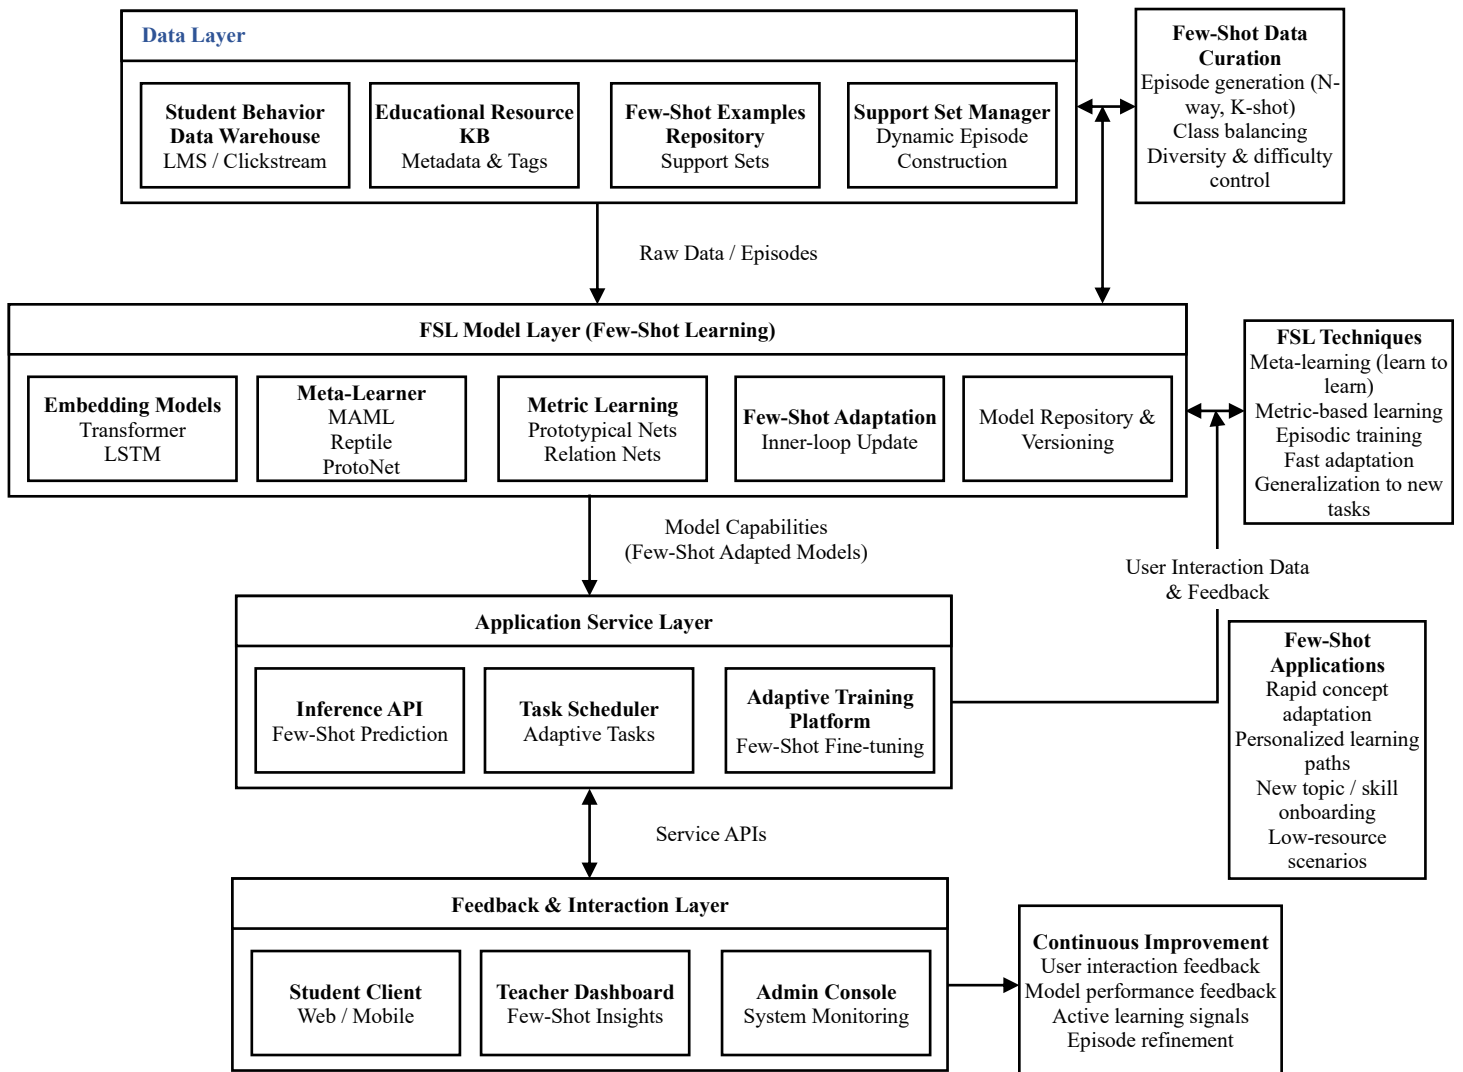 Data Layer
Student Behavior
Data Warehouse
LMS / Clickstream
Educational Resource
KB
Metadata & Tags
Few-Shot Examples
Repository
Support Sets
Support Set Manager
Dynamic Episode
Construction
Few-Shot Data
Curation
Episode generation (N-
way, K-shot)
Class balancing
Diversity & difficulty
control
Raw Data / Episodes
FSL Model Layer (Few-Shot Learning)
Embedding Models
Transformer
LSTM
Meta-Learner
MAML
Reptile
ProtoNet
Metric Learning
Prototypical Nets
Relation Nets
Few-Shot Adaptation
Inner-loop Update
Model Repository &
Versioning
FSL Techniques
Meta-learning (learn to
learn)
Metric-based learning
Episodic training
Fast adaptation
Generalization to new
tasks
Model Capabilities
(Few-Shot Adapted Models)
User Interaction Data
& Feedback
Application Service Layer
Inference API
Few-Shot Prediction
Task Scheduler
Adaptive Tasks
Adaptive Training
Platform
Few-Shot Fine-tuning
Few-Shot
Applications
Rapid concept
adaptation
Personalized learning
paths
New topic / skill
onboarding
Low-resource
scenarios
Service APIs
Feedback & Interaction Layer
Student Client
Web / Mobile
Teacher Dashboard
Few-Shot Insights
Admin Console
System Monitoring
Continuous Improvement
User interaction feedback
Model performance feedback
Active learning signals
Episode refinement